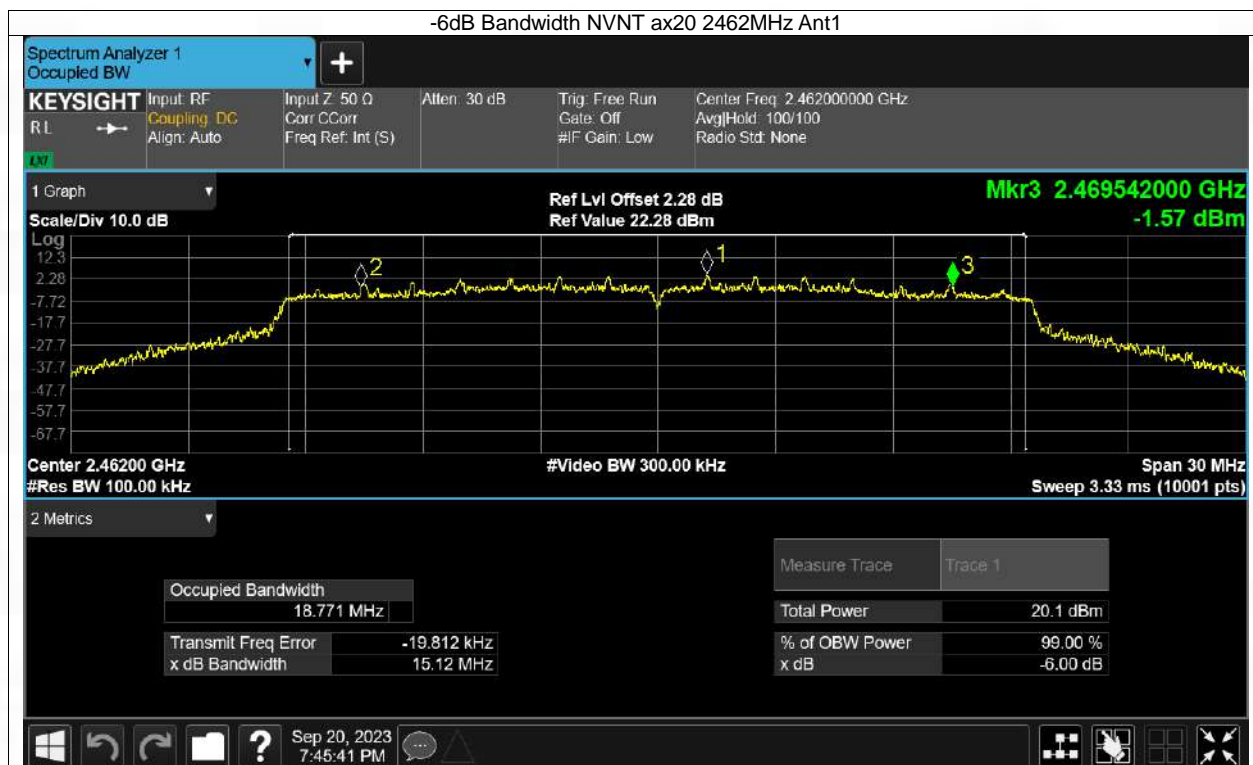 -6dB Bandwidth NVNT ax20 2462MHz Ant1
Spectrum Analyzer 1
Occupied BW
+
KEYSIGHT
RL
LXI
Input: RF
Coupling: DC
Align: Auto
Input Z: 50 Ω
Corr CCorr
Freq Ref: Int (S)
Atten: 30 dB
Trig: Free Run
Gate: Off
#IF Gain: Low
Center Freq: 2.462000000 GHz
Avg|Hold: 100/100
Radio Std: None
1 Graph
Scale/Div 10.0 dB
Ref Lvl Offset 2.28 dB
Ref Value 22.28 dBm
Mkr3 2.469542000 GHz
-1.57 dBm
Log
12.3
2.28
-7.72
-17.7
-27.7
-37.7
-47.7
-57.7
-67.7
2
1
3
Center 2.46200 GHz
#Res BW 100.00 kHz
#Video BW 300.00 kHz
Span 30 MHz
Sweep 3.33 ms (10001 pts)
2 Metrics
Measure Trace Trace 1
Occupied Bandwidth
18.771 MHz
Total Power 20.1 dBm
Transmit Freq Error -19.812 kHz
% of OBW Power 99.00 %
x dB Bandwidth 15.12 MHz
x dB -6.00 dB
?
Sep 20, 2023
7:45:41 PM